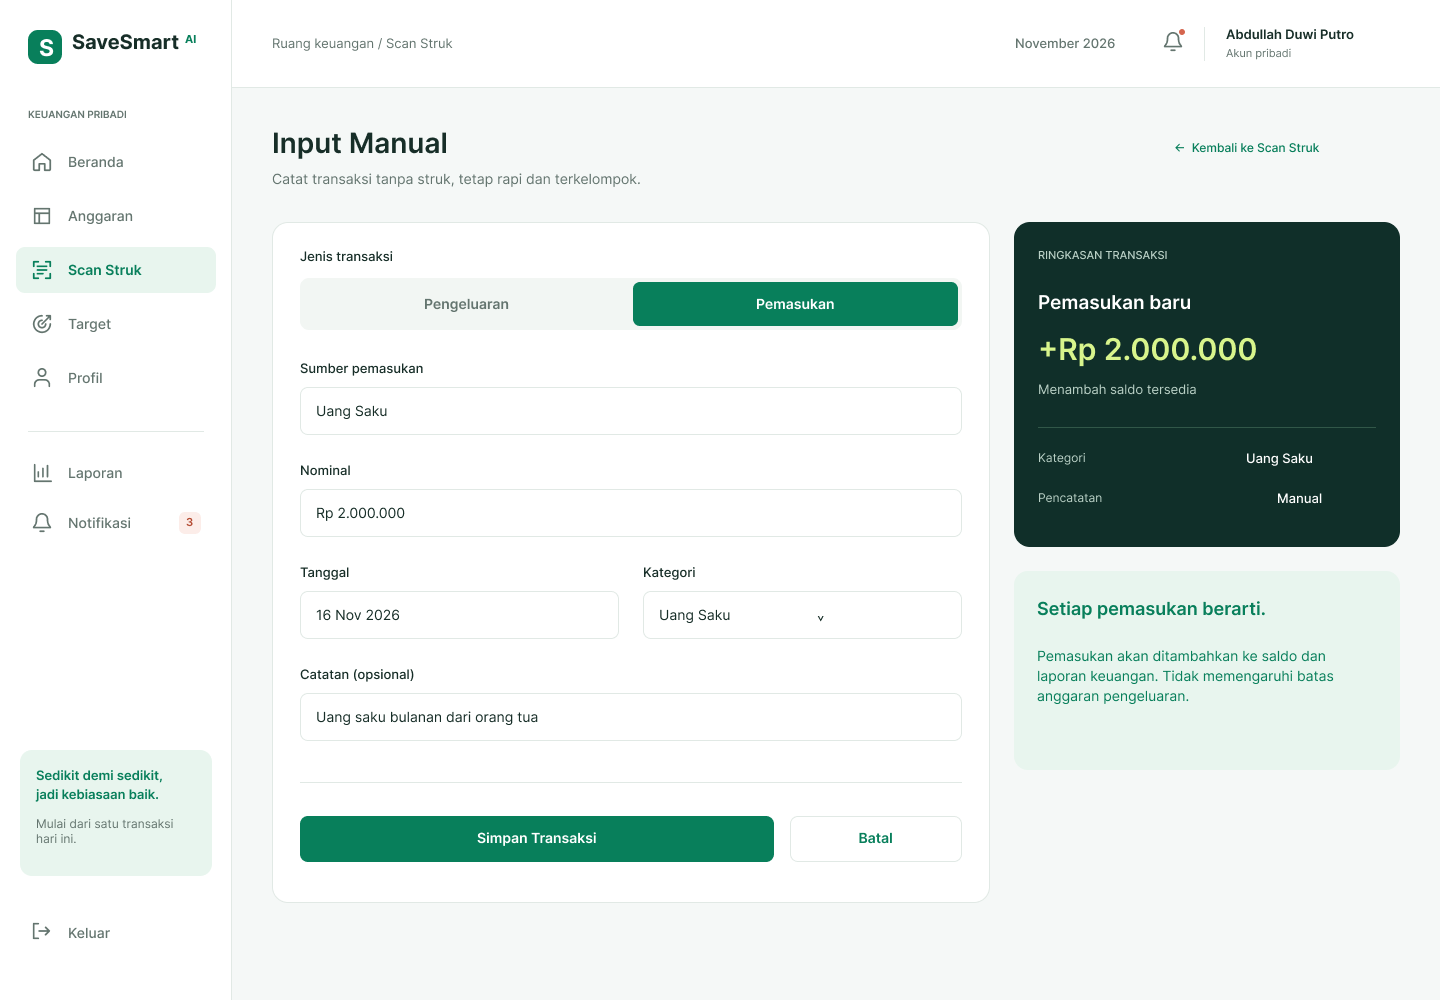 S SaveSmart AI
KEUANGAN PRIBADI
Beranda
Anggaran
Scan Struk
Target
Profil
Laporan
Notifikasi 3
Sedikit demi sedikit,
jadi kebiasaan baik.
Mulai dari satu transaksi
hari ini.
Keluar
Ruang keuangan / Scan Struk
November 2026
Abdullah Duwi Putro
Akun pribadi
Input Manual
Catat transaksi tanpa struk, tetap rapi dan terkelompok.
← Kembali ke Scan Struk
Jenis transaksi
Pengeluaran Pemasukan
Sumber pemasukan
Uang Saku
Nominal
Rp 2.000.000
Tanggal Kategori
16 Nov 2026 Uang Saku
Catatan (opsional)
Uang saku bulanan dari orang tua
Simpan Transaksi Batal
RINGKASAN TRANSAKSI
Pemasukan baru
+Rp 2.000.000
Menambah saldo tersedia
Kategori Uang Saku
Pencatatan Manual
Setiap pemasukan berarti.
Pemasukan akan ditambahkan ke saldo dan
laporan keuangan. Tidak memengaruhi batas
anggaran pengeluaran.